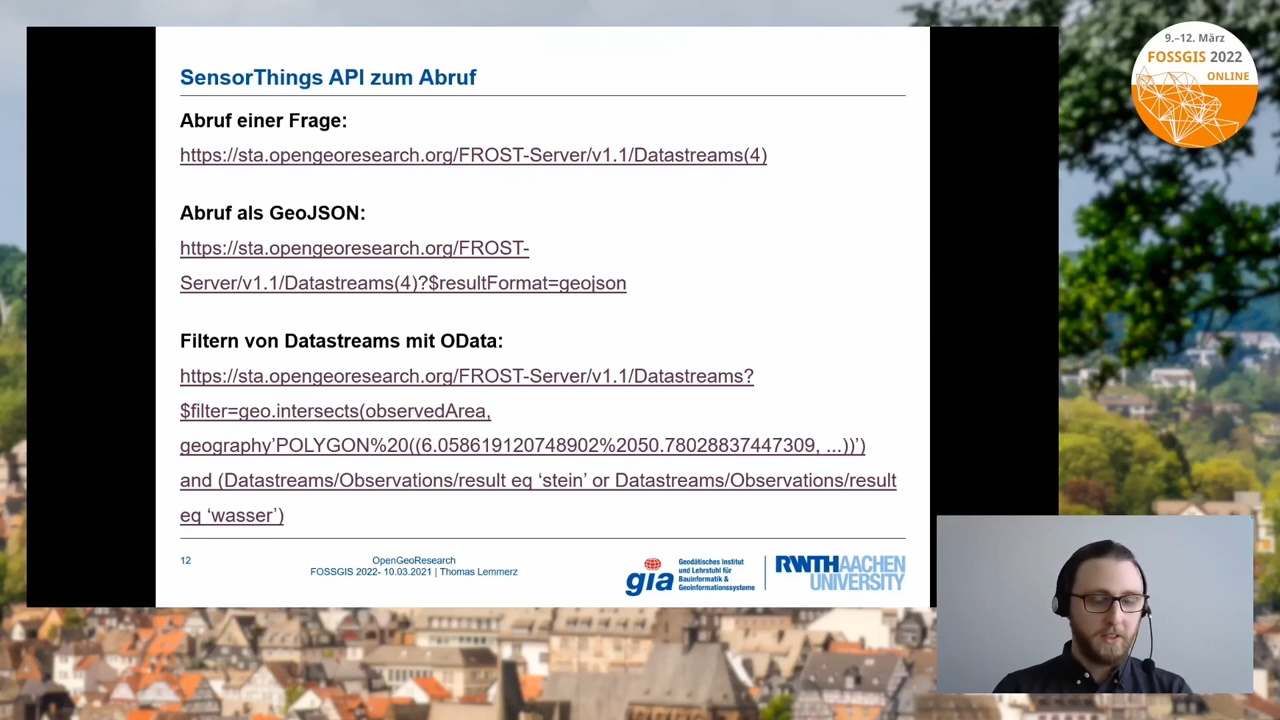 SensorThings API zum Abruf
Abruf einer Frage:
https://sta.opengeoresearch.org/FROST-Server/v1.1/Datastreams(4)
Abruf als GeoJSON:
https://sta.opengeoresearch.org/FROST-
Server/v1.1/Datastreams(4)?$resultFormat=geojson
Filtern von Datastreams mit OData:
https://sta.opengeoresearch.org/FROST-Server/v1.1/Datastreams?
$filter=geo.intersects(observedArea,
geography’POLYGON%20((6.058619120748902%2050.78028837447309, ...))’)
and (Datastreams/Observations/result eq ‘stein’ or Datastreams/Observations/result
eq ‘wasser’)
12
OpenGeoResearch
FOSSGIS 2022- 10.03.2021 | Thomas Lemmerz
gia
Geodätisches Institut
und Lehrstuhl für
Bauinformatik &
Geoinformationssysteme
RWTHAACHEN
UNIVERSITY
9.–12. März
FOSSGIS 2022
ONLINE